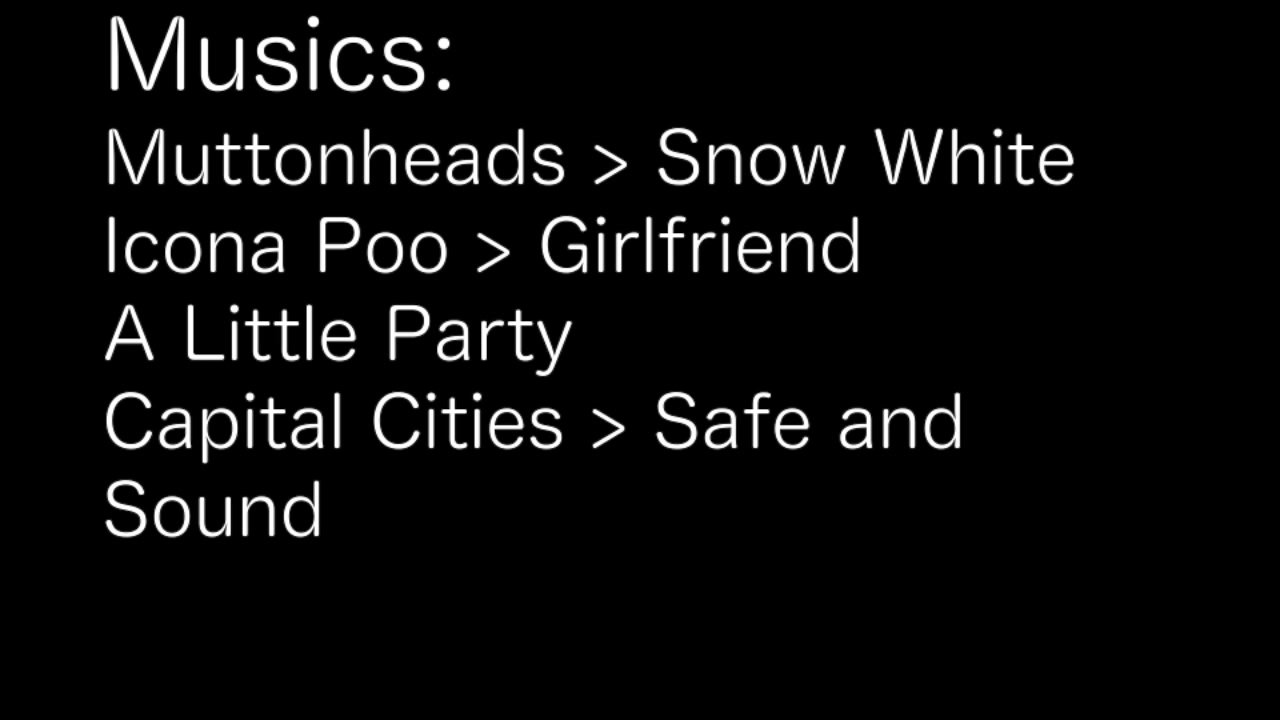 Musics:
Muttonheads > Snow White
Icona Poo > Girlfriend
A Little Party
Capital Cities > Safe and
Sound